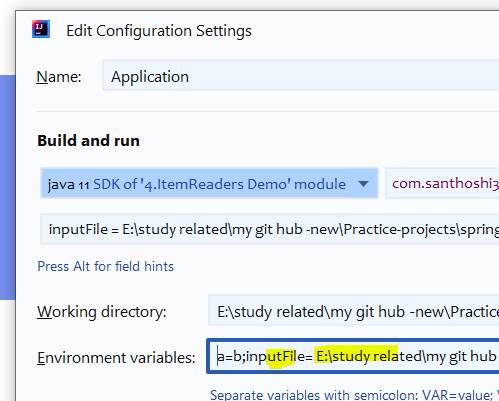 Edit Configuration Settings
Name: Application
Build and run
java 11 SDK of '4.ItemReaders Demo' module com.santhoshi3
inputFile = E:\study related\my git hub -new\Practice-projects\spring
Press Alt for field hints
Working directory: E:\study related\my git hub -new\Practice
Environment variables: a=b;inputFile= E:\study related\my git hub
Separate variables with semicolon: VAR=value; V